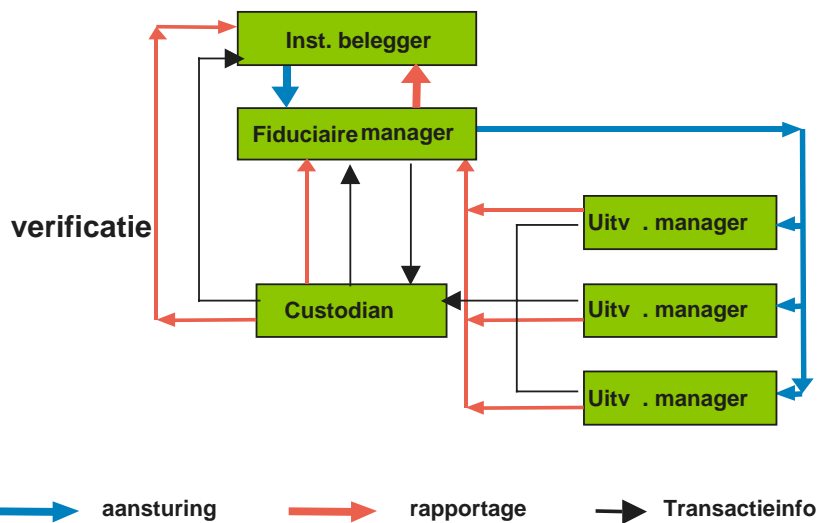 Inst. belegger
Fiduciaire manager
verificatie
Uitv . manager
Custodian
Uitv . manager
Uitv . manager
aansturing
rapportage
Transactieinfo